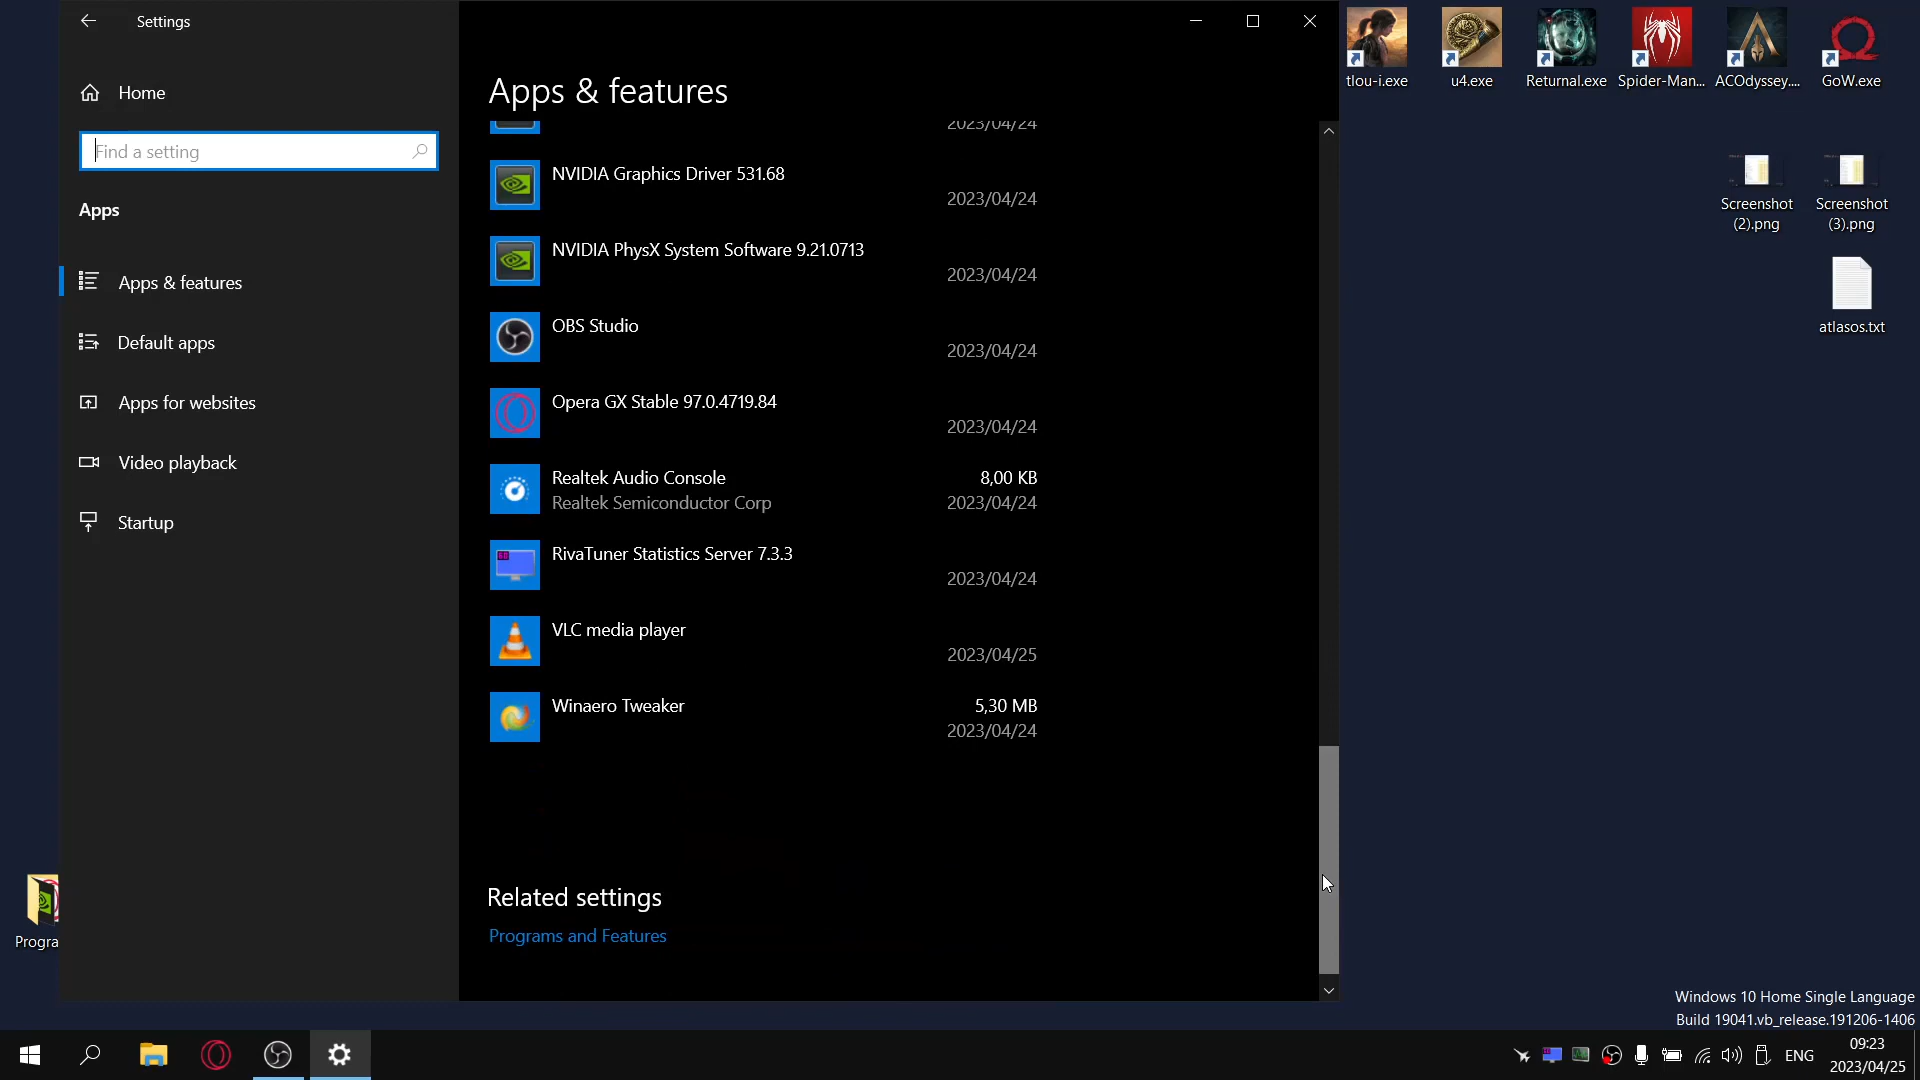 Settings
Home
Find a setting
Apps
Apps & features
Default apps
Apps for websites
Video playback
Startup
Apps & features
2023/04/24
NVIDIA Graphics Driver 531.68
2023/04/24
NVIDIA PhysX System Software 9.21.0713
2023/04/24
OBS Studio
2023/04/24
Opera GX Stable 97.0.4719.84
2023/04/24
Realtek Audio Console
8,00 KB
Realtek Semiconductor Corp
2023/04/24
RivaTuner Statistics Server 7.3.3
2023/04/24
VLC media player
2023/04/25
Winaero Tweaker
5,30 MB
2023/04/24
Related settings
Programs and Features
tlou-i.exe
u4.exe
Returnal.exe
Spider-Man...
ACOdyssey....
GoW.exe
Screenshot
(2).png
Screenshot
(3).png
atlasos.txt
Progra
Windows 10 Home Single Language
Build 19041.vb_release.191206-1406
ENG
09:23
2023/04/25